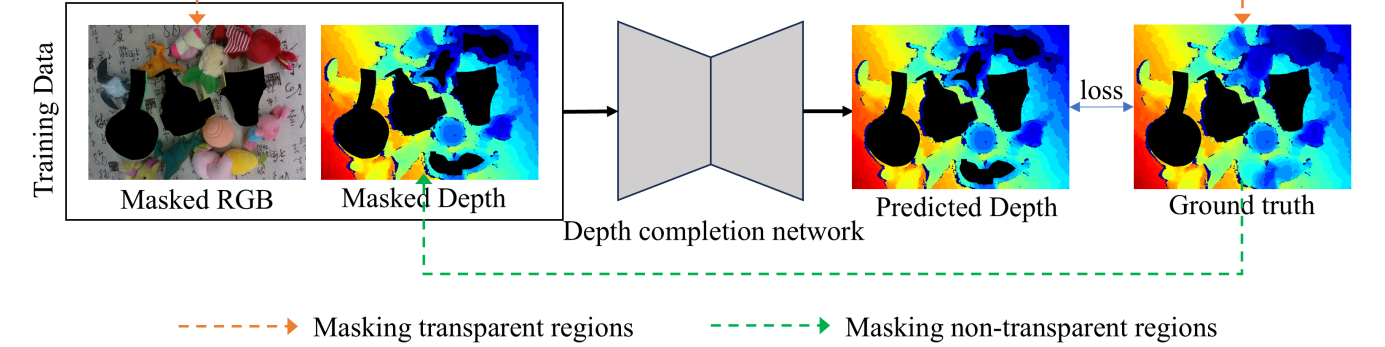 Training Data
Masked RGB
Masked Depth
Depth completion network
Predicted Depth
loss
Ground truth
Masking transparent regions
Masking non-transparent regions